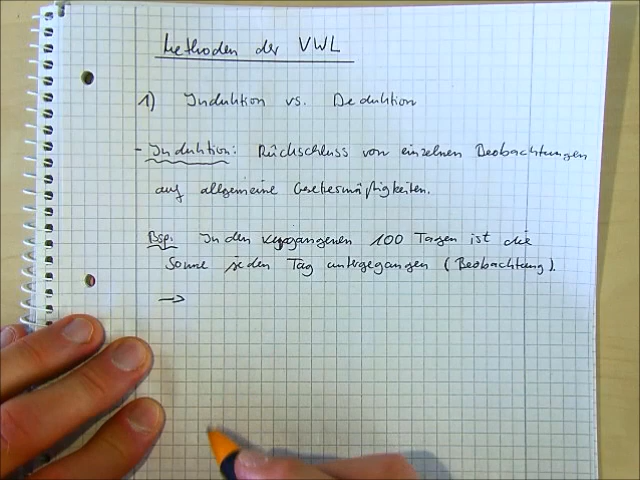 Methoden der VWL
1) Induktion vs. Deduktion
- Induktion: Rückschluss von einzelnen Beobachtungen
auf allgemeine Gesetzmäßigkeiten.
Bsp. In den vergangenen 100 Tagen ist die
Sonne jeden Tag untergegangen (Beobachtung).
→